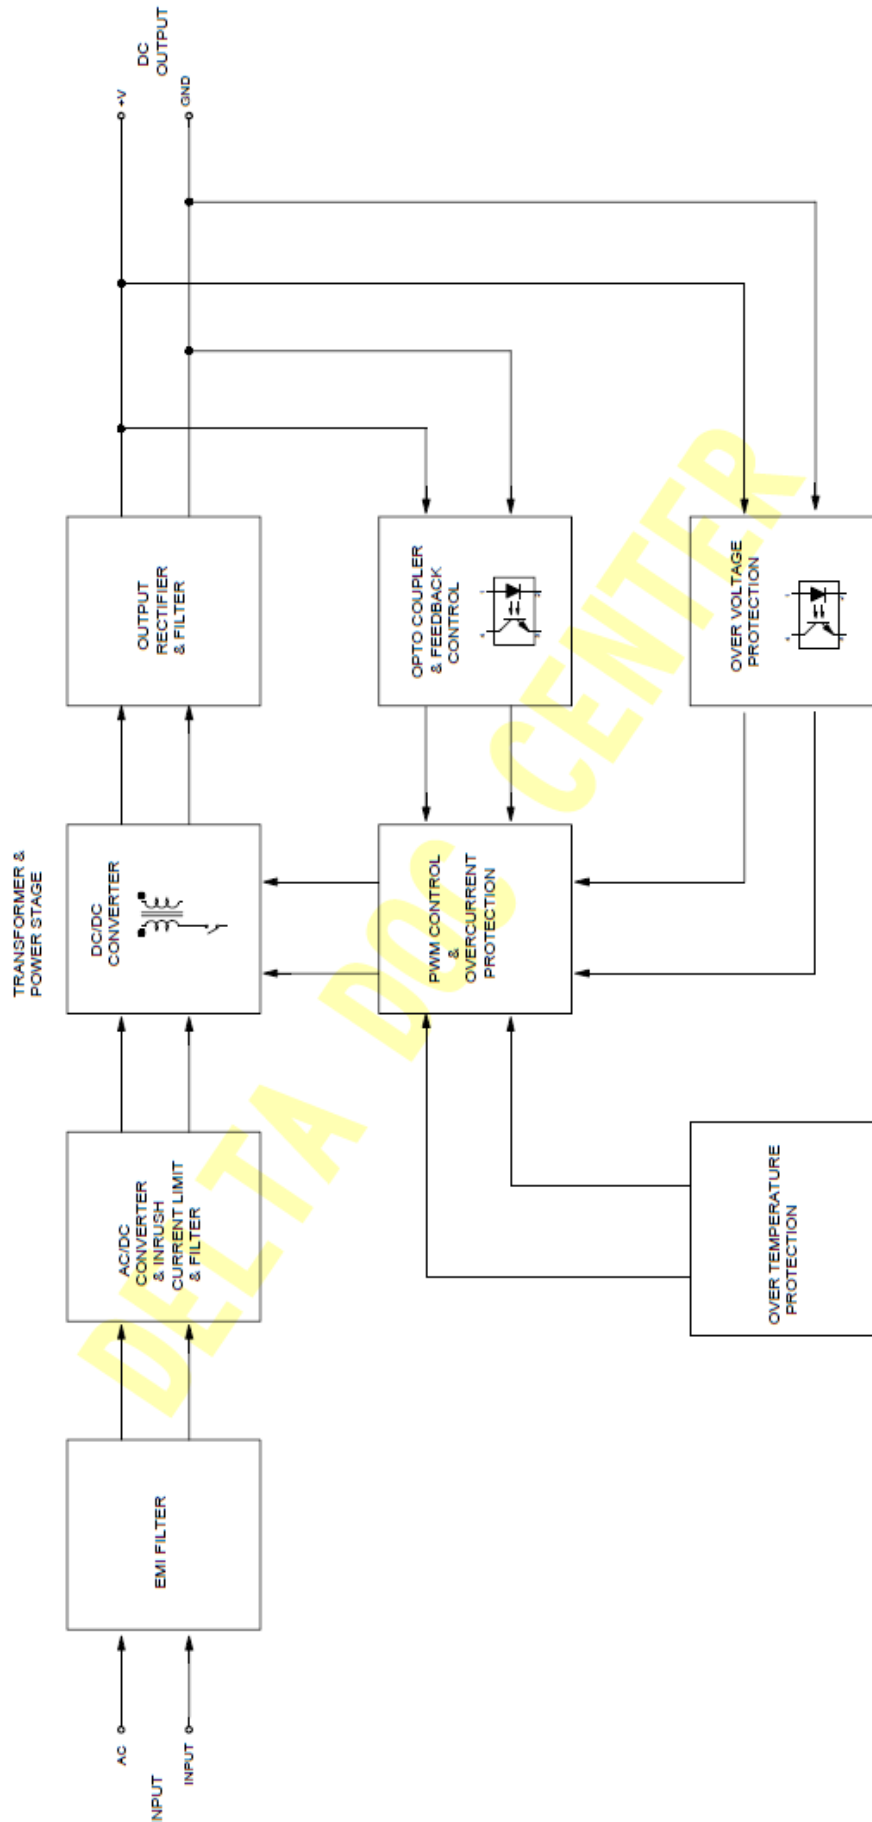 TRANSFORMER &
POWER STAGE
INPUT
AC
INPUT
EMI FILTER
AC/DC
CONVERTER
& INRUSH
CURRENT LIMIT
& FILTER
DC/DC
CONVERTER
OUTPUT
RECTIFIER
& FILTER
+V
GND
DC
OUTPUT
PWM CONTROL
&
OVERCURRENT
PROTECTION
OPTO COUPLER
& FEEDBACK
CONTROL
OVER TEMPERATURE
PROTECTION
OVER VOLTAGE
PROTECTION
DELTA DOC CENTER